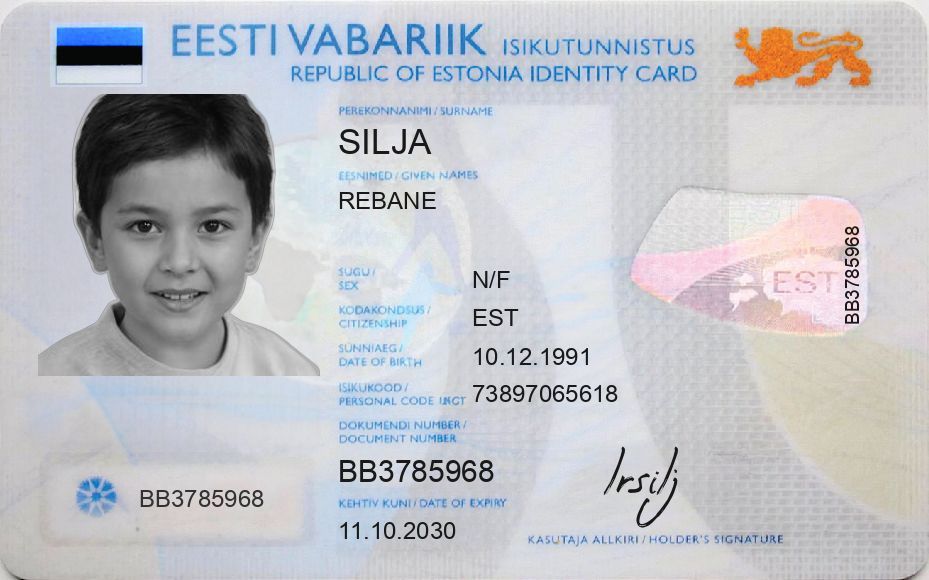 EESTI VABARIIK ISIKUTUNNISTUS
REPUBLIC OF ESTONIA IDENTITY CARD
PEREKONNANIMI / SURNAME
SILJA
EESNIMED / GIVEN NAMES
REBANE
SUGU /
SEX
N/F
KODAKONDSUS /
CITIZENSHIP
EST
SÜNNIAEG /
DATE OF BIRTH
10.12.1991
ISIKUKOOD /
PERSONAL CODE
73897065618
DOKUMENDI NUMBER /
DOCUMENT NUMBER
BB3785968
KEHTIV KUNI / DATE OF EXPIRY
11.10.2030
BB3785968
EST
BB3785968
KASUTAJA ALLKIRI / HOLDER'S SIGNATURE